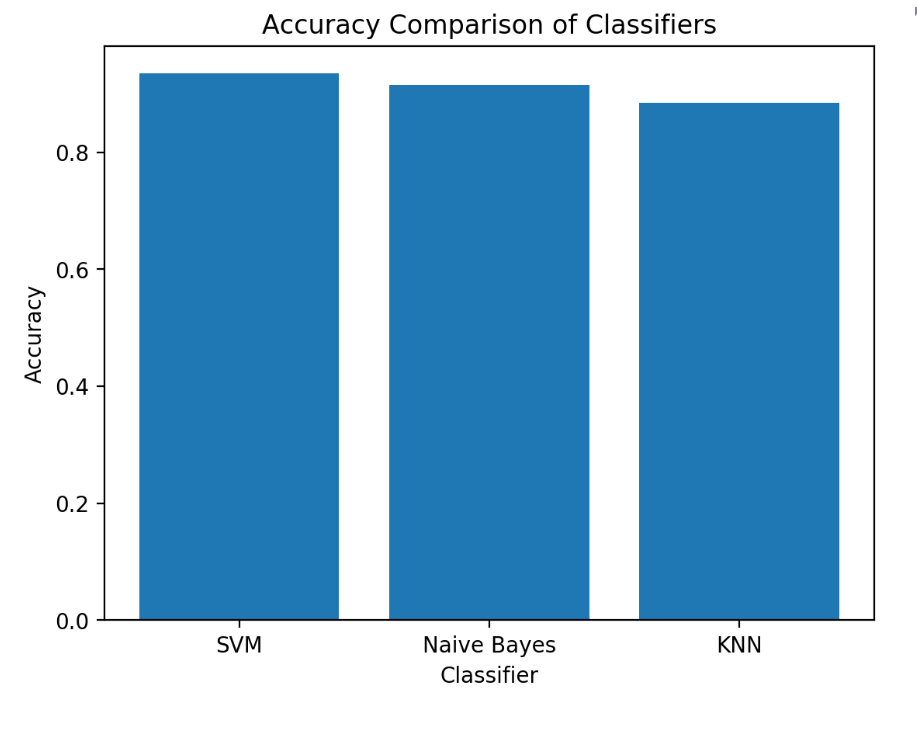 Accuracy Comparison of Classifiers
Accuracy
0.8
0.6
0.4
0.2
0.0
SVM Naive Bayes KNN
Classifier